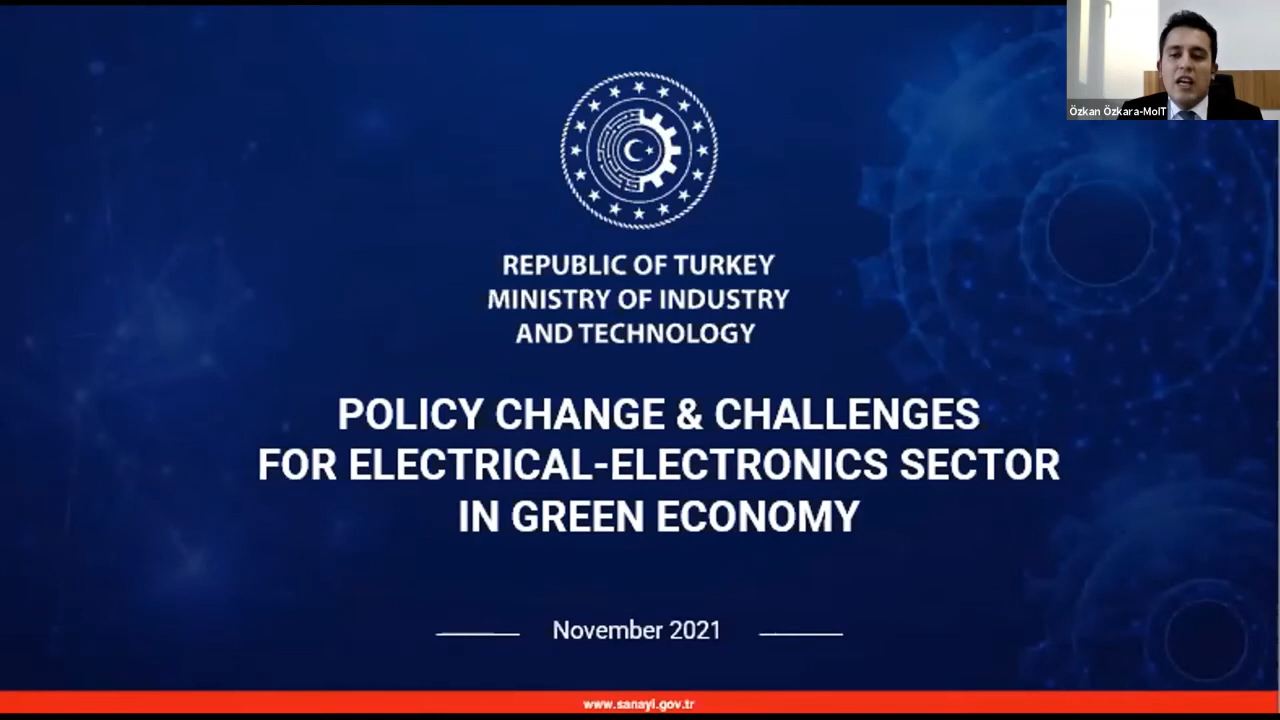 Özkan Özkara-MoIT
REPUBLIC OF TURKEY
MINISTRY OF INDUSTRY
AND TECHNOLOGY
POLICY CHANGE & CHALLENGES
FOR ELECTRICAL-ELECTRONICS SECTOR
IN GREEN ECONOMY
November 2021
www.sanayi.gov.tr